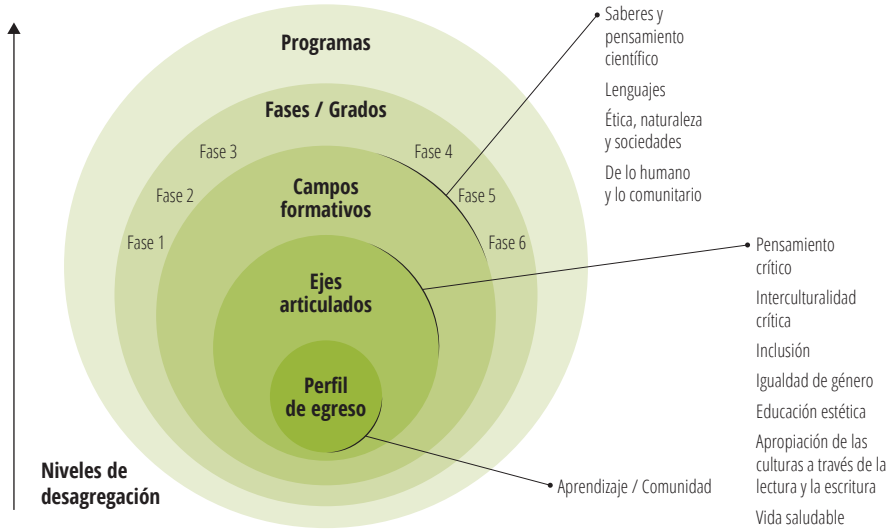 Programas
Fases / Grados
Fase 1
Fase 2
Fase 3
Fase 4
Fase 5
Fase 6
Campos
formativos
Ejes
articulados
Perfil
de egreso
Niveles de
desagregación
Saberes y
pensamiento
científico
Lenguajes
Ética, naturaleza
y sociedades
De lo humano
y lo comunitario
Pensamiento
crítico
Interculturalidad
crítica
Inclusión
Igualdad de género
Educación estética
Apropiación de las
culturas a través de la
lectura y la escritura
Vida saludable
Aprendizaje / Comunidad